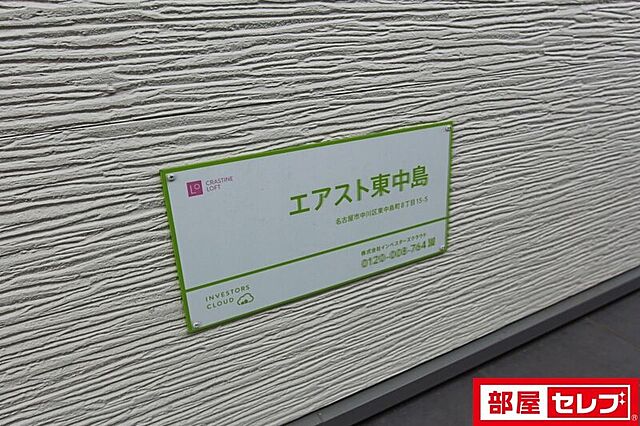 CRASTINE
LOFT
エアスト東中島
名古屋市中川区東中島町8丁目15-5
株式会社インベスターズクラウド
0120-008-764
INVESTORS
CLOUD
部屋セレブ